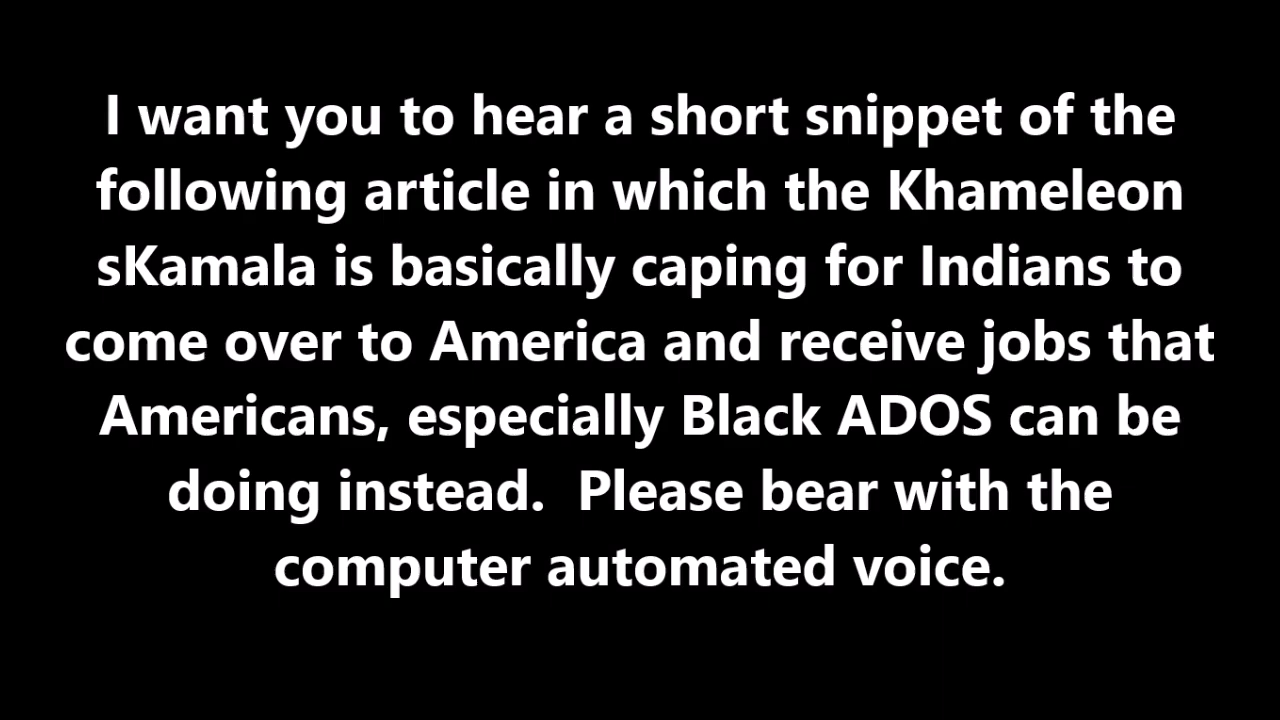 I want you to hear a short snippet of the
following article in which the Khameleon
sKamala is basically caping for Indians to
come over to America and receive jobs that
Americans, especially Black ADOS can be
doing instead.  Please bear with the
computer automated voice.